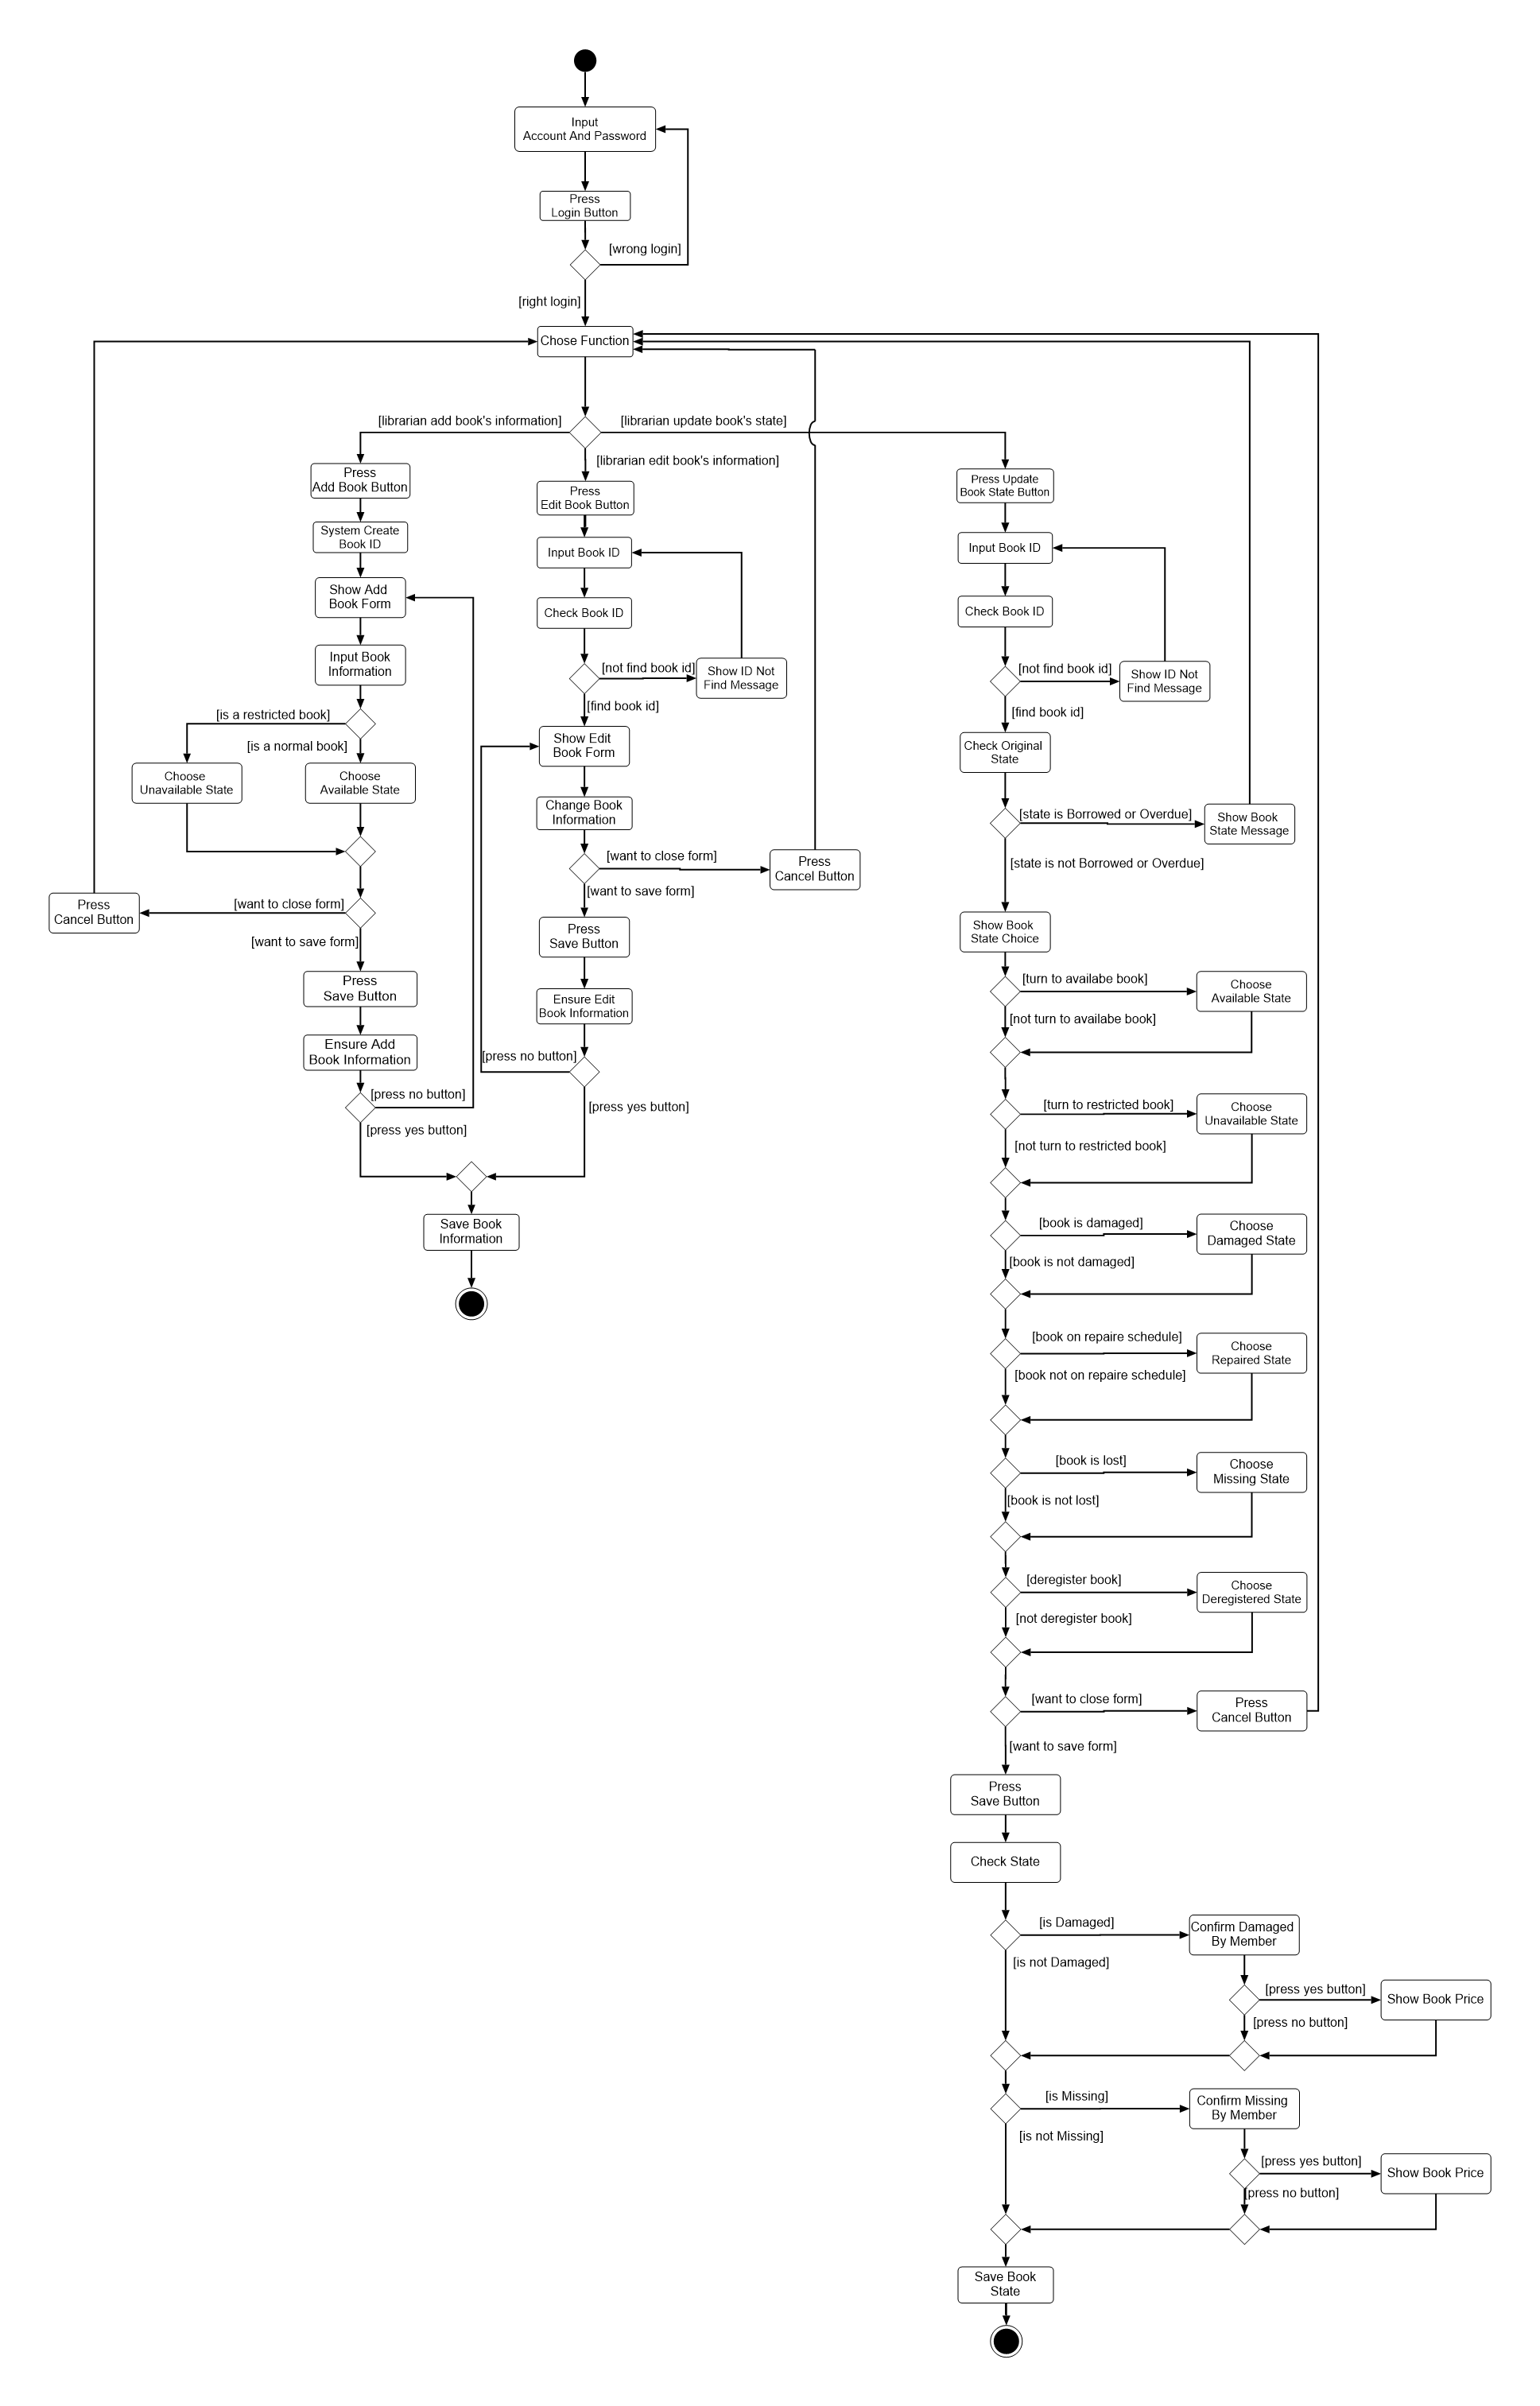 Input
Account And Password
Press
Login Button
[wrong login]
[right login]
Chose Function
[librarian add book's information]
[librarian update book's state]
[librarian edit book's information]
Press
Add Book Button
System Create
Book ID
Show Add
Book Form
Input Book
Information
[is a restricted book]
[is a normal book]
Choose
Unavailable State
Choose
Available State
[want to close form]
Press
Cancel Button
[want to save form]
Press
Save Button
Ensure Add
Book Information
[press no button]
[press yes button]
Press
Edit Book Button
Input Book ID
Check Book ID
[not find book id]
Show ID Not
Find Message
[find book id]
Show Edit
Book Form
Change Book
Information
[want to close form]
Press
Cancel Button
[want to save form]
Press
Save Button
Ensure Edit
Book Information
[press no button]
[press yes button]
Save Book
Information
Press Update
Book State Button
Input Book ID
Check Book ID
[not find book id]
Show ID Not
Find Message
[find book id]
Check Original
State
[state is Borrowed or Overdue]
Show Book
State Message
[state is not Borrowed or Overdue]
Show Book
State Choice
[turn to availabe book]
Choose
Available State
[not turn to availabe book]
[turn to restricted book]
Choose
Unavailable State
[not turn to restricted book]
[book is damaged]
Choose
Damaged State
[book is not damaged]
[book on repaire schedule]
Choose
Repaired State
[book not on repaire schedule]
[book is lost]
Choose
Missing State
[book is not lost]
[deregister book]
Choose
Deregistered State
[not deregister book]
[want to close form]
Press
Cancel Button
[want to save form]
Press
Save Button
Check State
[is Damaged]
Confirm Damaged
By Member
[is not Damaged]
[press yes button]
Show Book Price
[press no button]
[is Missing]
Confirm Missing
By Member
[is not Missing]
[press yes button]
Show Book Price
[press no button]
Save Book
State